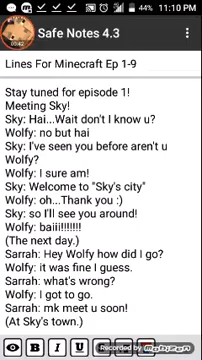 44% 11:10 PM
Safe Notes 4.3
Lines For Minecraft Ep 1-9
Stay tuned for episode 1!
Meeting Sky!
Sky: Hai...Wait don't I know u?
Wolfy: no but hai
Sky: I've seen you before aren't u
Wolfy?
Wolfy: I sure am!
Sky: Welcome to "Sky's city"
Wolfy: oh...Thank you :)
Sky: so I'll see you around!
Wolfy: baiii!!!!!!!
(The next day.)
Sarrah: Hey Wolfy how did I go?
Wolfy: it was fine I guess.
Sarrah: what's wrong?
Wolfy: I got to go.
Sarrah: mk meet u soon!
(At Sky's town.)
B I U
Recorded by